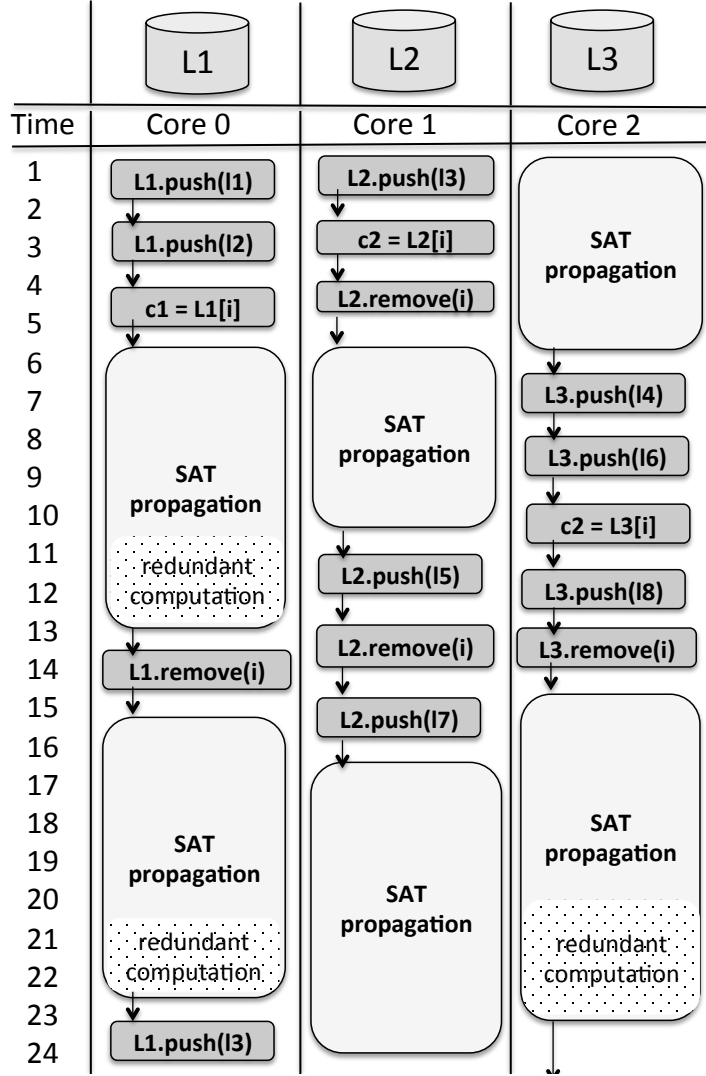 L1
L2
L3
Time
Core 0
Core 1
Core 2
1
2
3
4
5
6
7
8
9
10
11
12
13
14
15
16
17
18
19
20
21
22
23
24
L1.push(l1)
L1.push(l2)
c1 = L1[i]
SAT
propagation
redundant
computation
L1.remove(i)
SAT
propagation
redundant
computation
L1.push(l3)
L2.push(l3)
c2 = L2[i]
L2.remove(i)
SAT
propagation
L2.push(l5)
L2.remove(i)
L2.push(l7)
SAT
propagation
SAT
propagation
L3.push(l4)
L3.push(l6)
c2 = L3[i]
L3.push(l8)
L3.remove(i)
SAT
propagation
redundant
computation